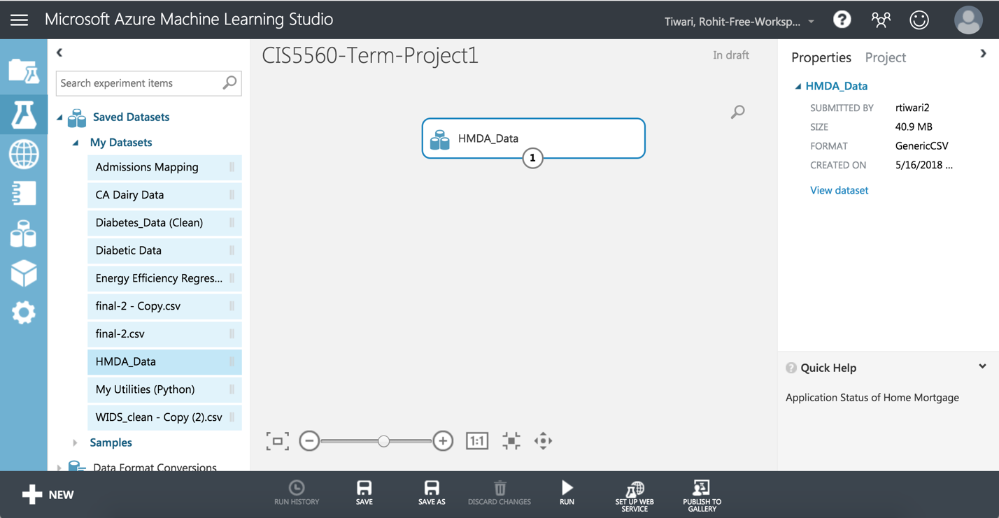 Microsoft Azure Machine Learning Studio
Tiwari, Rohit-Free-Worksp...
?
Search experiment items
Saved Datasets
My Datasets
Admissions Mapping
CA Dairy Data
Diabetes_Data (Clean)
Diabetic Data
Energy Efficiency Regres...
final-2 - Copy.csv
final-2.csv
HMDA_Data
My Utilities (Python)
WIDS_clean - Copy (2).csv
Samples
Data Format Conversions
CIS5560-Term-Project1
In draft
HMDA_Data
1
1:1
Properties Project
HMDA_Data
SUBMITTED BY rtiwari2
SIZE 40.9 MB
FORMAT GenericCSV
CREATED ON 5/16/2018 ...
View dataset
? Quick Help
Application Status of Home Mortgage
NEW
RUN HISTORY
SAVE
SAVE AS
DISCARD CHANGES
RUN
SET UP WEB
SERVICE
PUBLISH TO
GALLERY